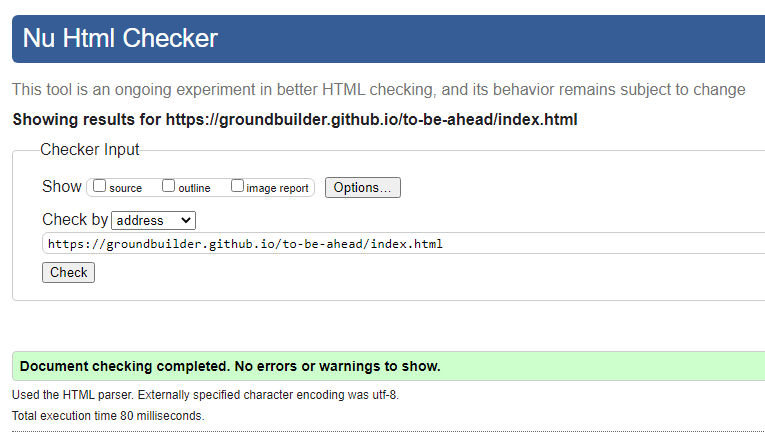 Nu Html Checker
This tool is an ongoing experiment in better HTML checking, and its behavior remains subject to change
Showing results for https://groundbuilder.github.io/to-be-ahead/index.html
Checker Input
Show source outline image report Options...
Check by address
https://groundbuilder.github.io/to-be-ahead/index.html
Check
Document checking completed. No errors or warnings to show.
Used the HTML parser. Externally specified character encoding was utf-8.
Total execution time 80 milliseconds.